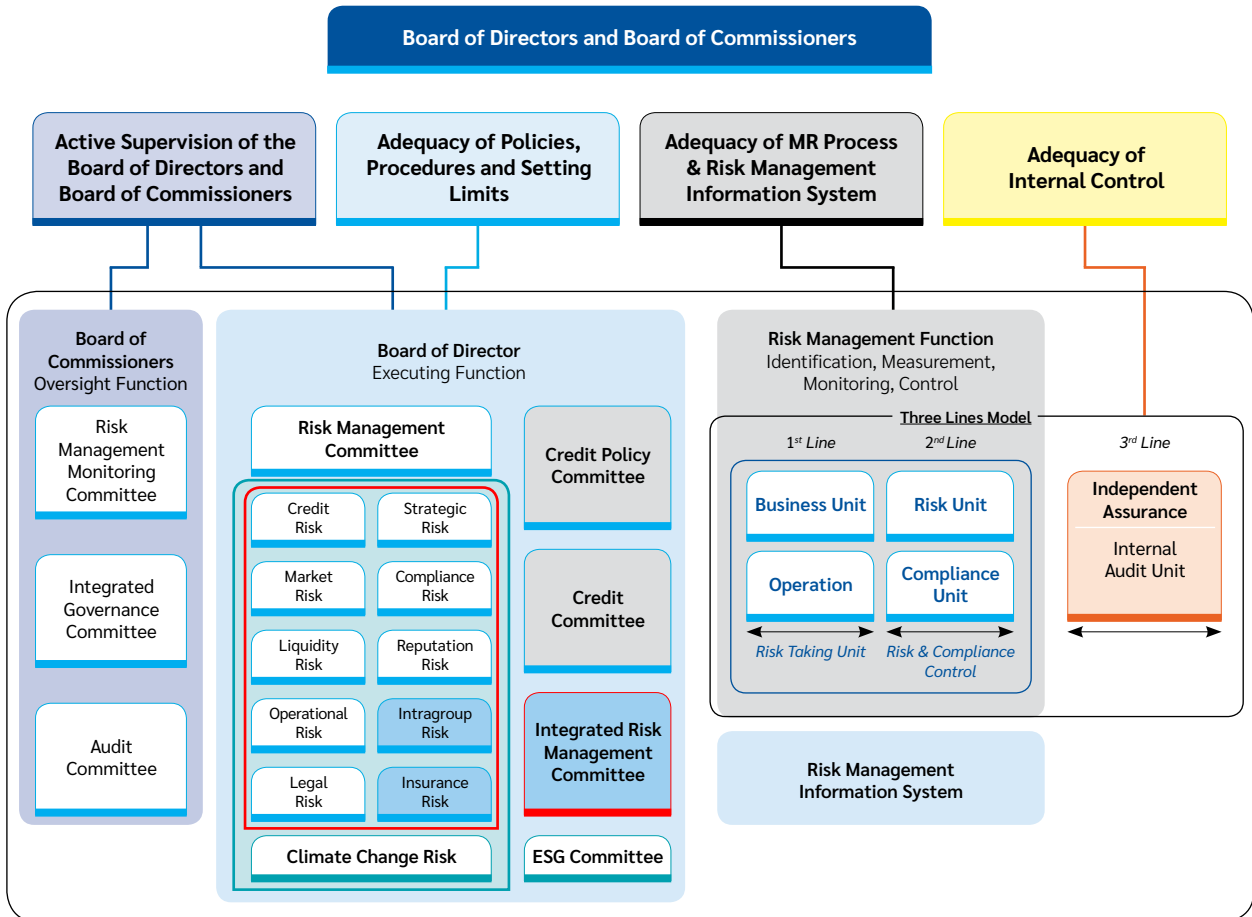 Board of Directors and Board of Commissioners
Active Supervision of the
Board of Directors and
Board of Commissioners
Adequacy of Policies,
Procedures and Setting
Limits
Adequacy of MR Process
& Risk Management
Information System
Adequacy of
Internal Control
Board of
Commissioners
Oversight Function
Risk
Management
Monitoring
Committee
Integrated
Governance
Committee
Audit
Committee
Board of Director
Executing Function
Risk Management
Committee
Credit
Risk
Strategic
Risk
Market
Risk
Compliance
Risk
Liquidity
Risk
Reputation
Risk
Operational
Risk
Intragroup
Risk
Legal
Risk
Insurance
Risk
Climate Change Risk
Credit Policy
Committee
Credit
Committee
Integrated Risk
Management
Committee
ESG Committee
Risk Management Function
Identification, Measurement,
Monitoring, Control
Three Lines Model
1st Line
2nd Line
3rd Line
Business Unit
Risk Unit
Operation
Compliance
Unit
Risk Taking Unit
Risk & Compliance
Control
Independent
Assurance
Internal
Audit Unit
Risk Management
Information System